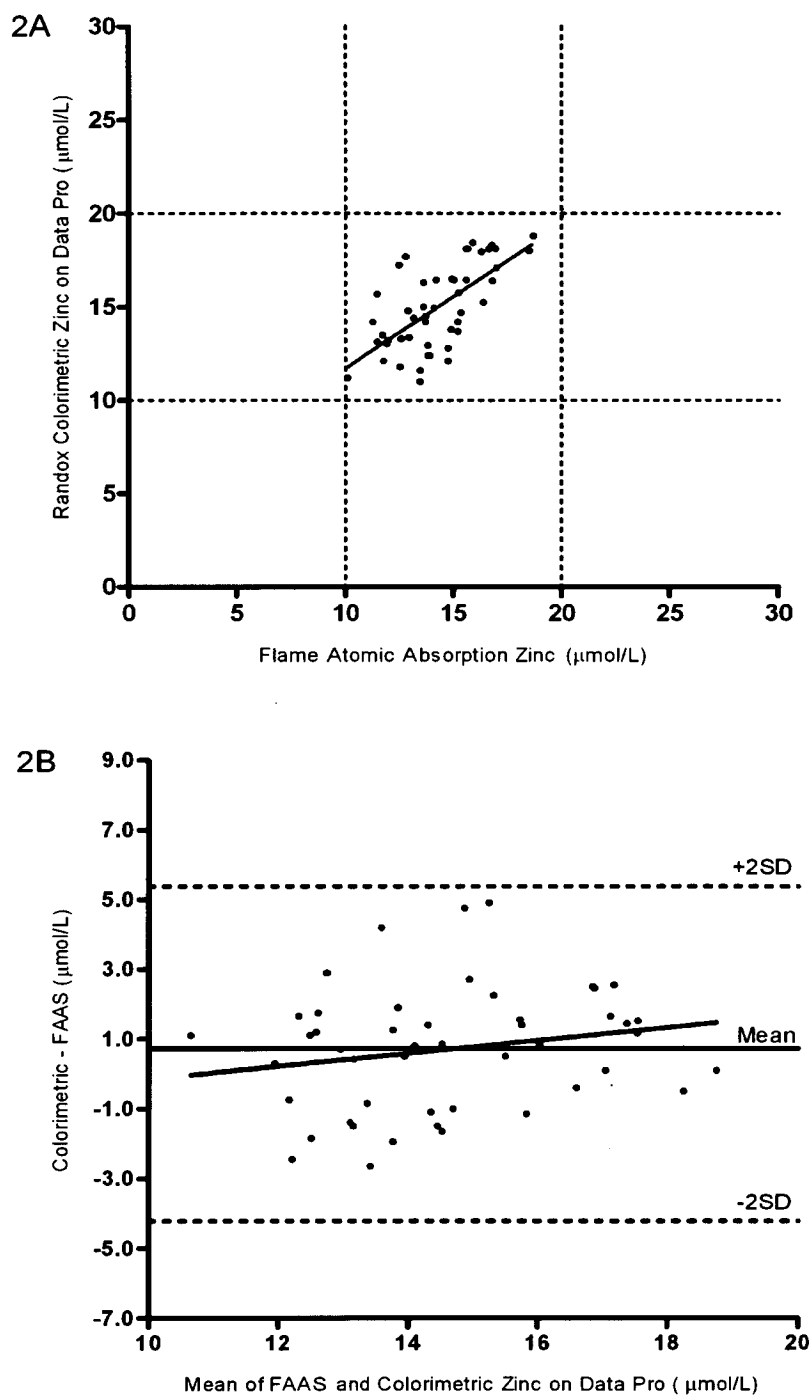 2A
30
25
20
15
10
5
0
Randox Colorimetric Zinc on Data Pro ( μmol/L)
0 5 10 15 20 25 30
Flame Atomic Absorption Zinc (μmol/L)
2B
9.0
7.0
5.0
3.0
1.0
-1.0
-3.0
-5.0
-7.0
Colorimetric - FAAS (μmol/L)
+2SD
Mean
-2SD
10 12 14 16 18 20
Mean of FAAS and Colorimetric Zinc on Data Pro ( μmol/L)